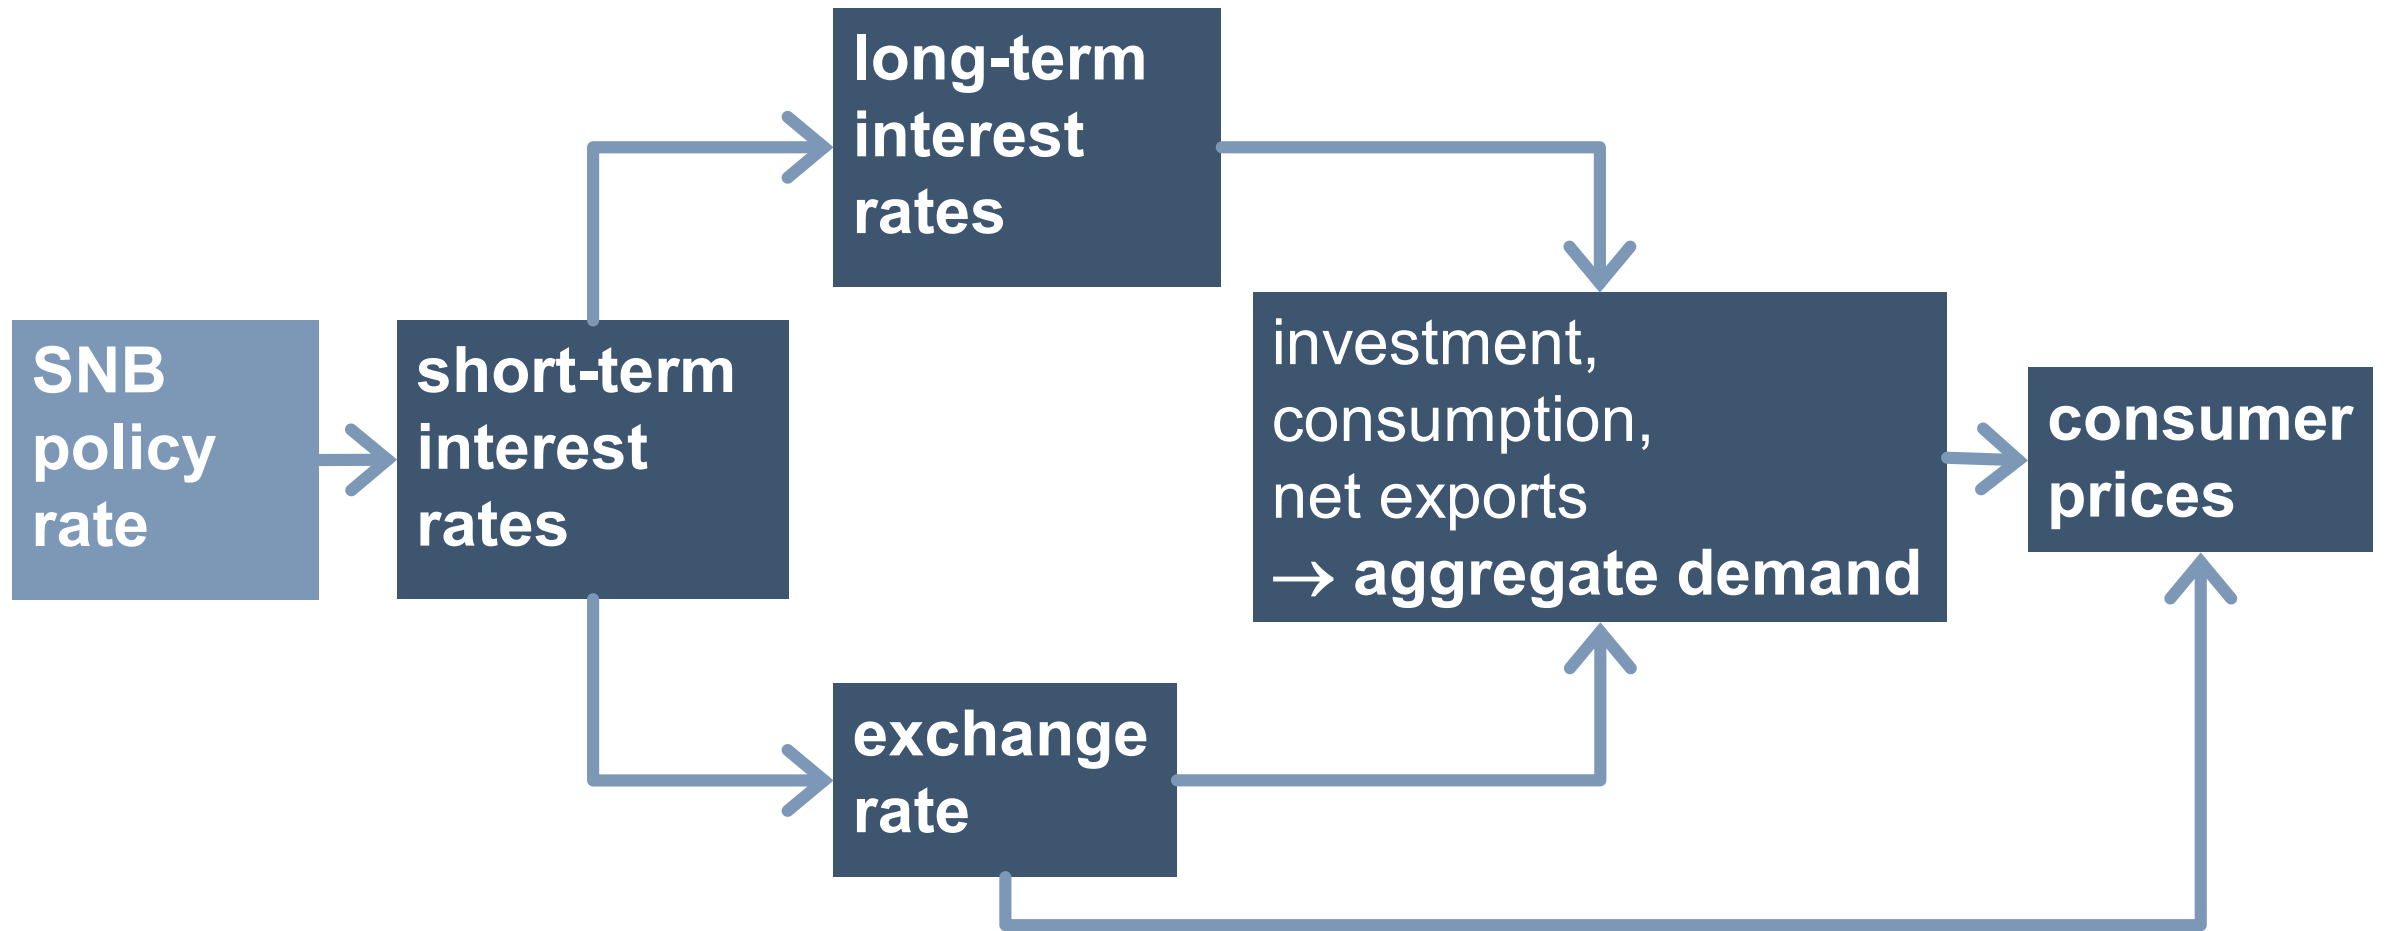 SNB
policy
rate
short-term
interest
rates
long-term
interest
rates
exchange
rate
investment,
consumption,
net exports
→ aggregate demand
consumer
prices